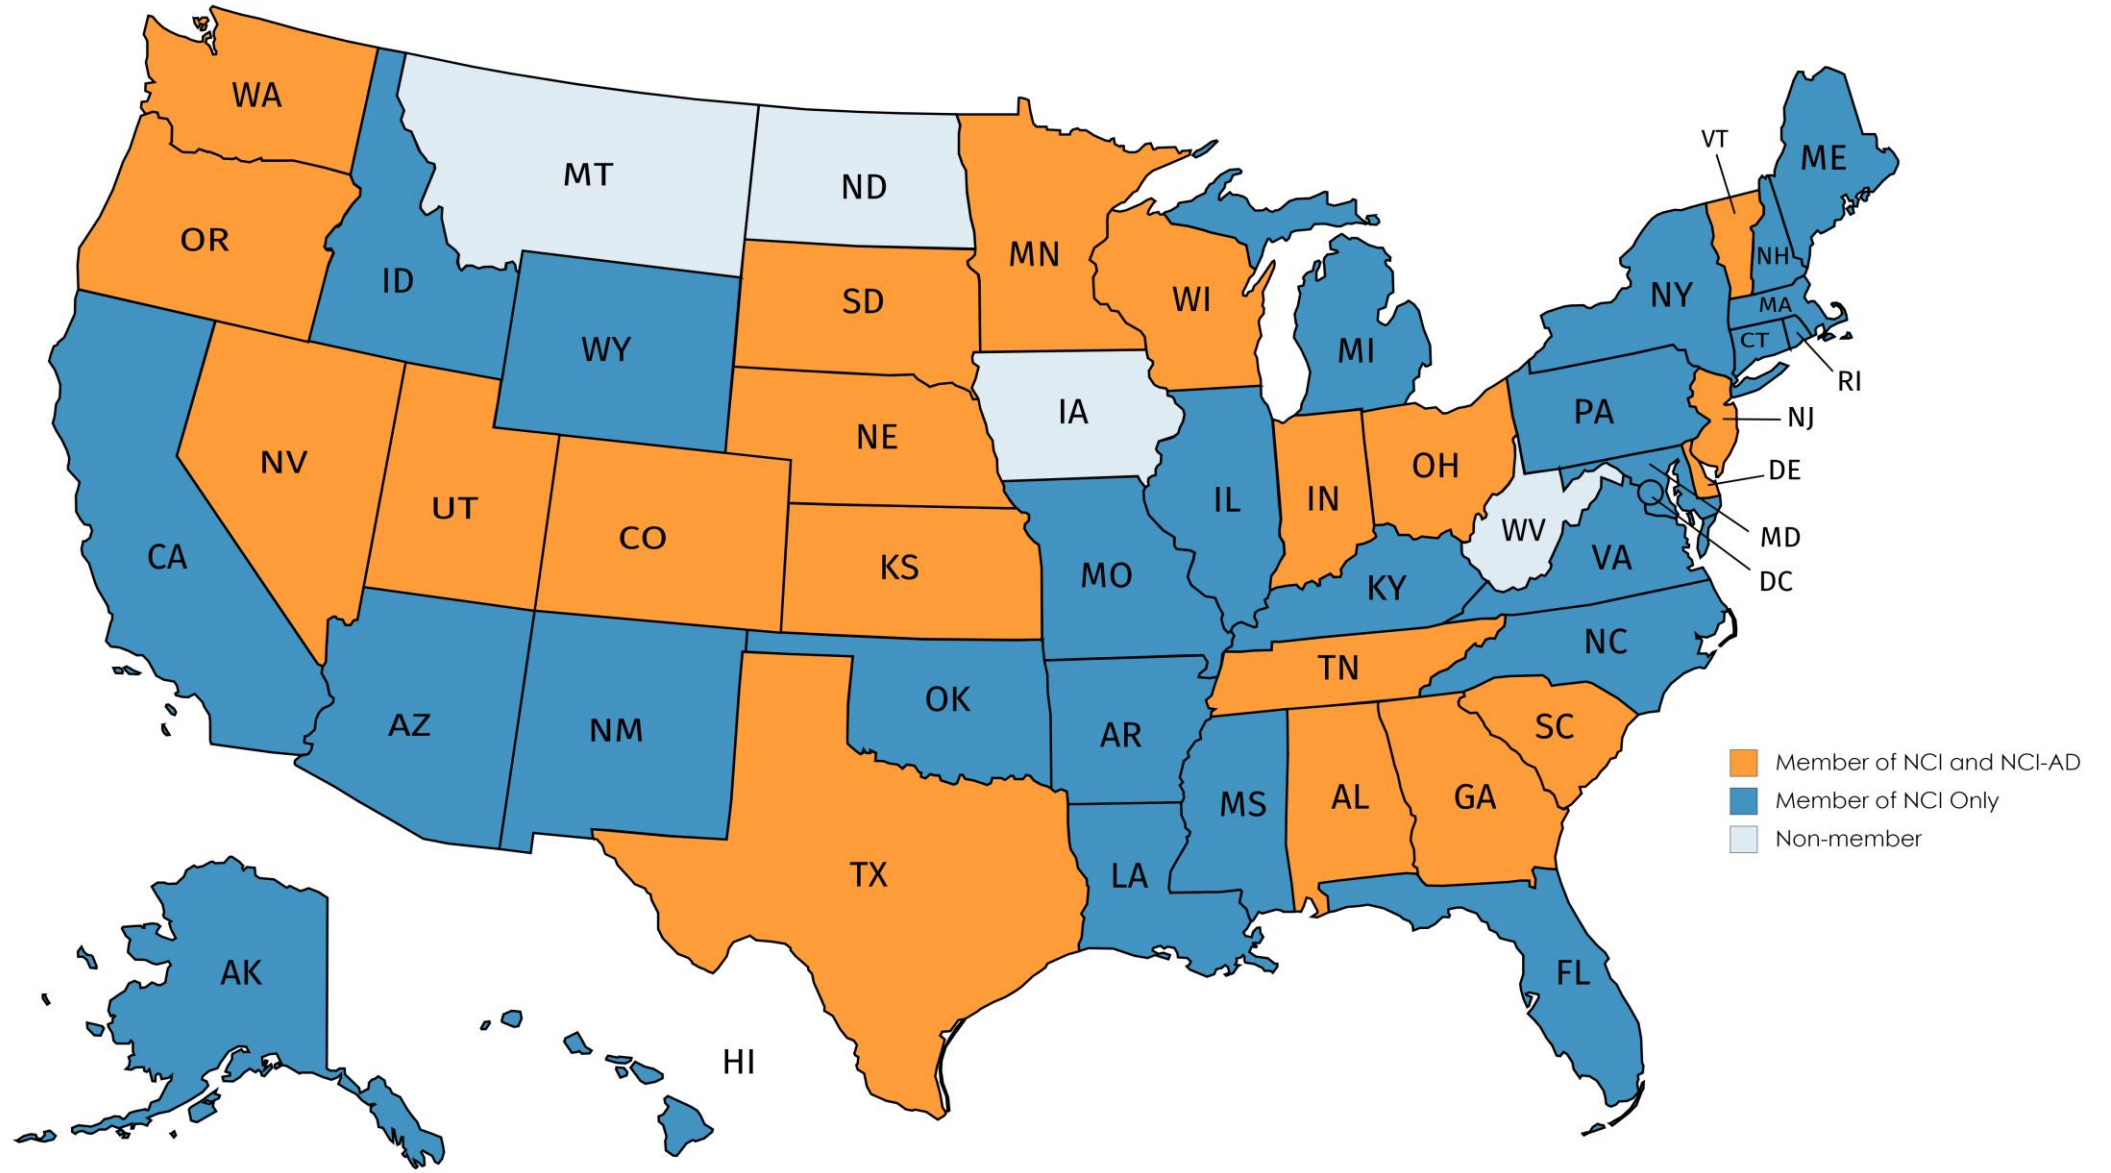 WA
OR
CA
NV
ID
MT
WY
UT
CO
AZ
NM
ND
SD
NE
KS
OK
TX
MN
IA
MO
AR
LA
WI
IL
MI
IN
OH
KY
TN
MS
AL
GA
FL
SC
NC
VA
WV
PA
NY
VT
NH
ME
MA
CT
RI
NJ
DE
MD
DC
AK
HI
Member of NCI and NCI-AD
Member of NCI Only
Non-member